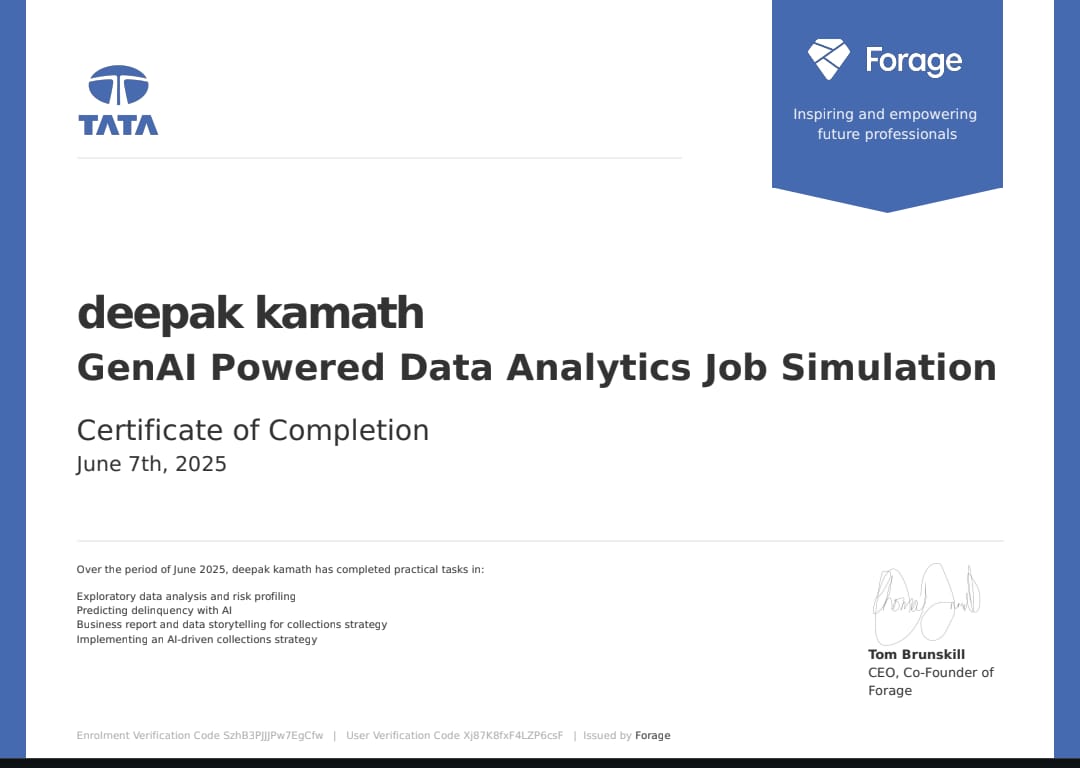 TATA
Forage
Inspiring and empowering
future professionals
deepak kamath
GenAI Powered Data Analytics Job Simulation
Certificate of Completion
June 7th, 2025
Over the period of June 2025, deepak kamath has completed practical tasks in:
Exploratory data analysis and risk profiling
Predicting delinquency with AI
Business report and data storytelling for collections strategy
Implementing an AI-driven collections strategy
Tom Brunskill
CEO, Co-Founder of
Forage
Enrolment Verification Code SzhB3PJJJPw7EgCfw | User Verification Code Xj87K8fxF4LZP6csF | Issued by Forage